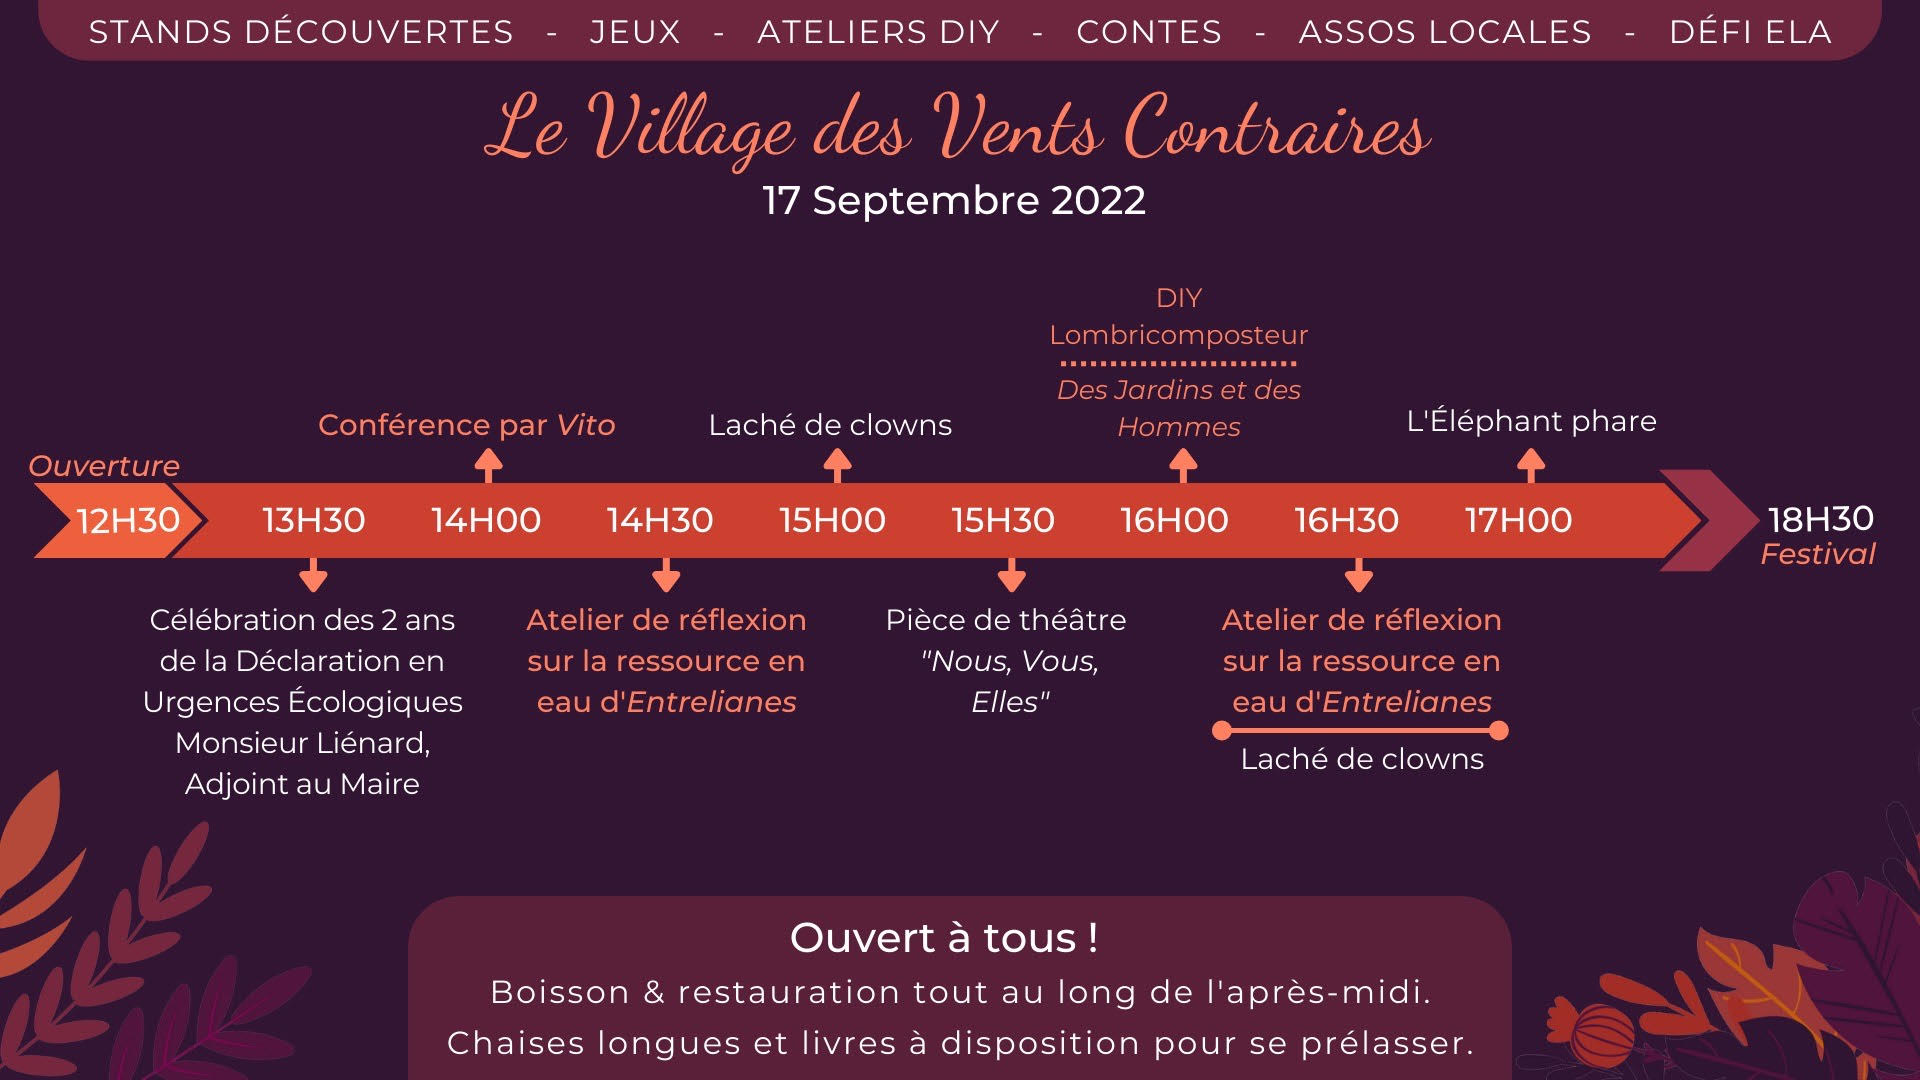 STANDS DÉCOUVERTES - JEUX - ATELIERS DIY - CONTES - ASSOS LOCALES - DÉFI ELA
Le Village des Vents Contraires
17 Septembre 2022
DIY
Lombricomposteur
Des Jardins et des
Hommes
Conférence par Vito
Laché de clowns
L'Éléphant phare
Ouverture
12H30 13H30 14H00 14H30 15H00 15H30 16H00 16H30 17H00 18H30
Festival
Célébration des 2 ans
de la Déclaration en
Urgences Écologiques
Monsieur Liénard,
Adjoint au Maire
Atelier de réflexion
sur la ressource en
eau d'Entrelianes
Pièce de théâtre
"Nous, Vous,
Elles"
Atelier de réflexion
sur la ressource en
eau d'Entrelianes
Laché de clowns
Ouvert à tous !
Boisson & restauration tout au long de l'après-midi.
Chaises longues et livres à disposition pour se prélasser.